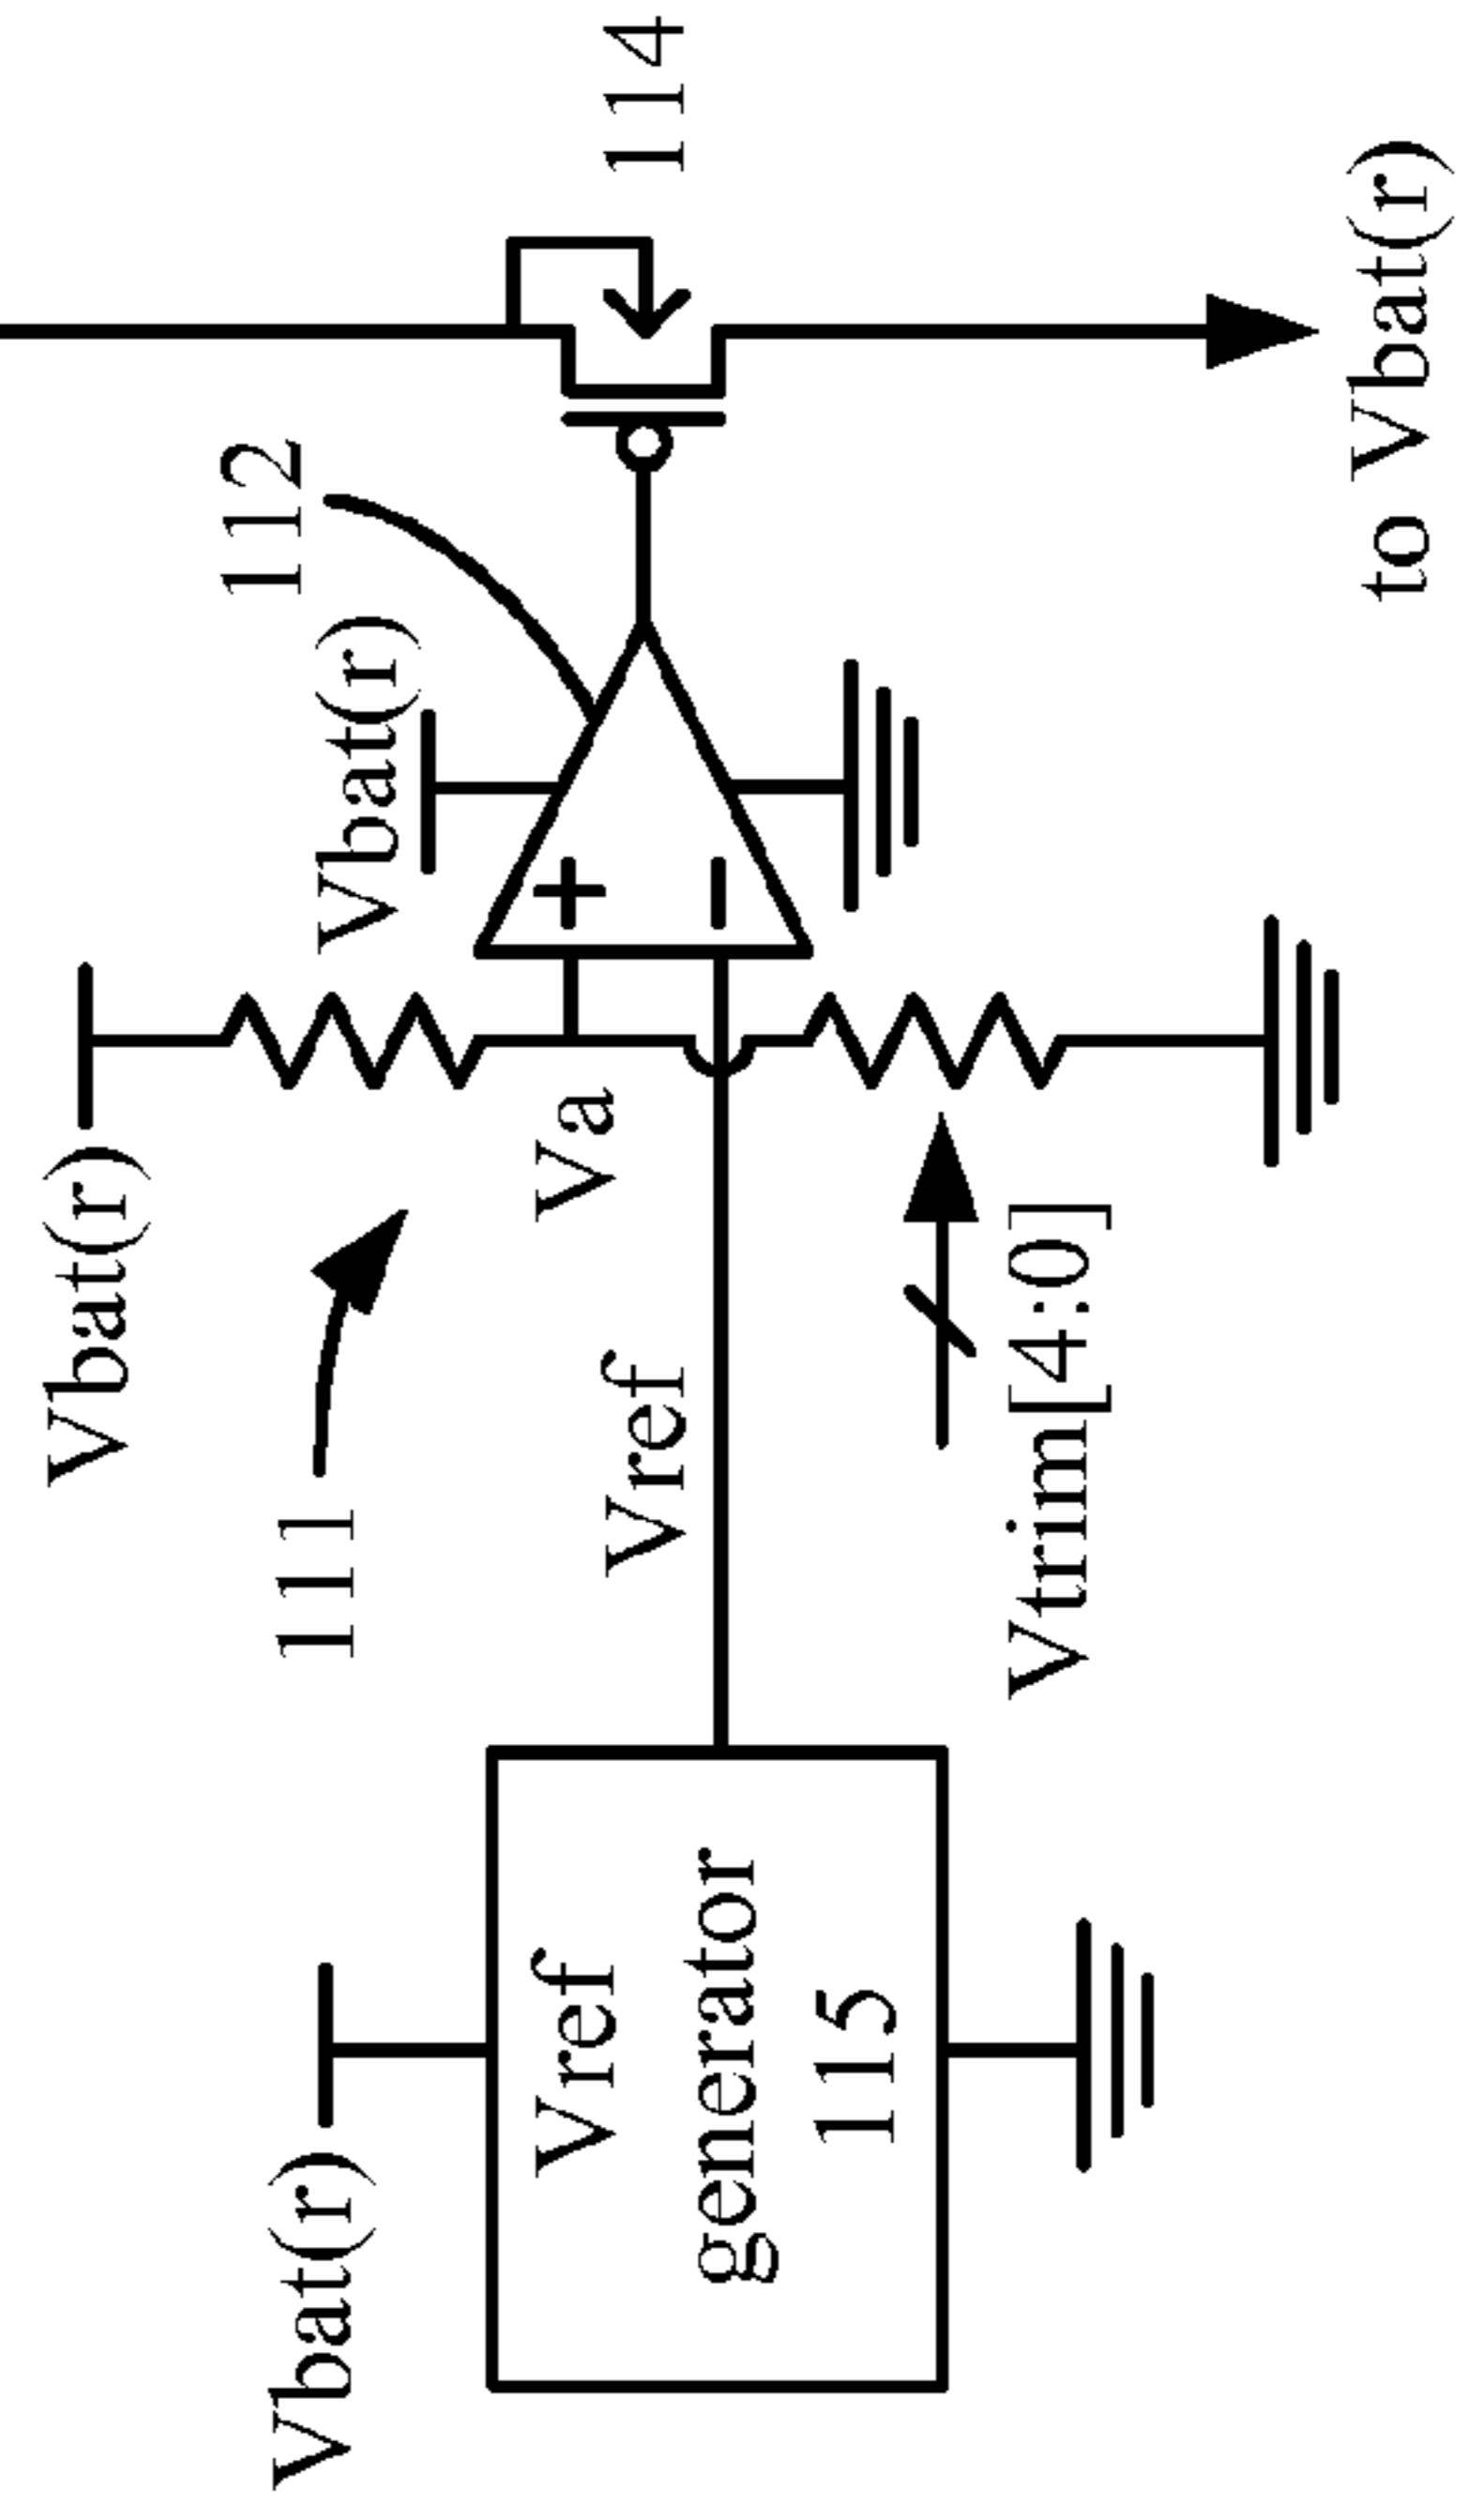 114
112
Vbat(r)
Vbat(r)
to Vbat(r)
Va
111
Vref
Vtrim[4:0]
Vbat(r)
Vref
generator
115